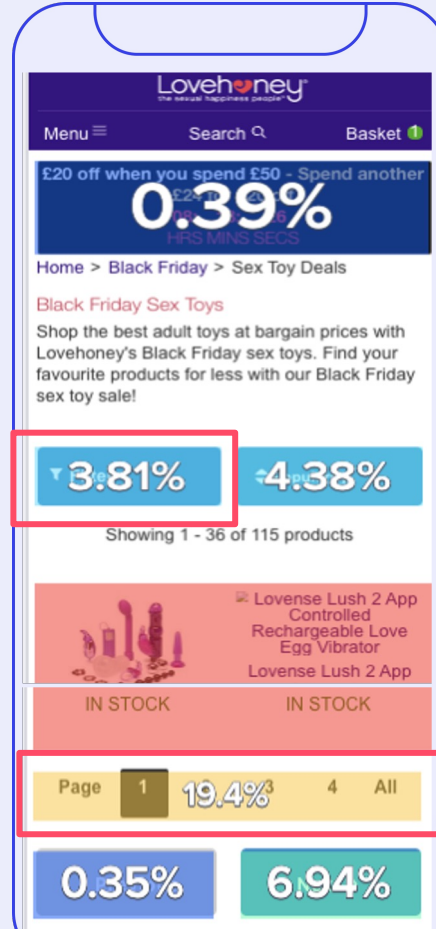 Lovehoney
the sexual happiness people
Menu Search Basket 1
£20 off when you spend £50 - Spend another
0.39%
HRS MINS SECS
Home > Black Friday > Sex Toy Deals
Black Friday Sex Toys
Shop the best adult toys at bargain prices with
Lovehoney's Black Friday sex toys. Find your
favourite products for less with our Black Friday
sex toy sale!
3.81% 4.38%
Showing 1 - 36 of 115 products
Lovense Lush 2 App
Controlled
Rechargeable Love
Egg Vibrator
Lovense Lush 2 App
IN STOCK IN STOCK
Page 1 19.4% 3 4 All
0.35% 6.94%